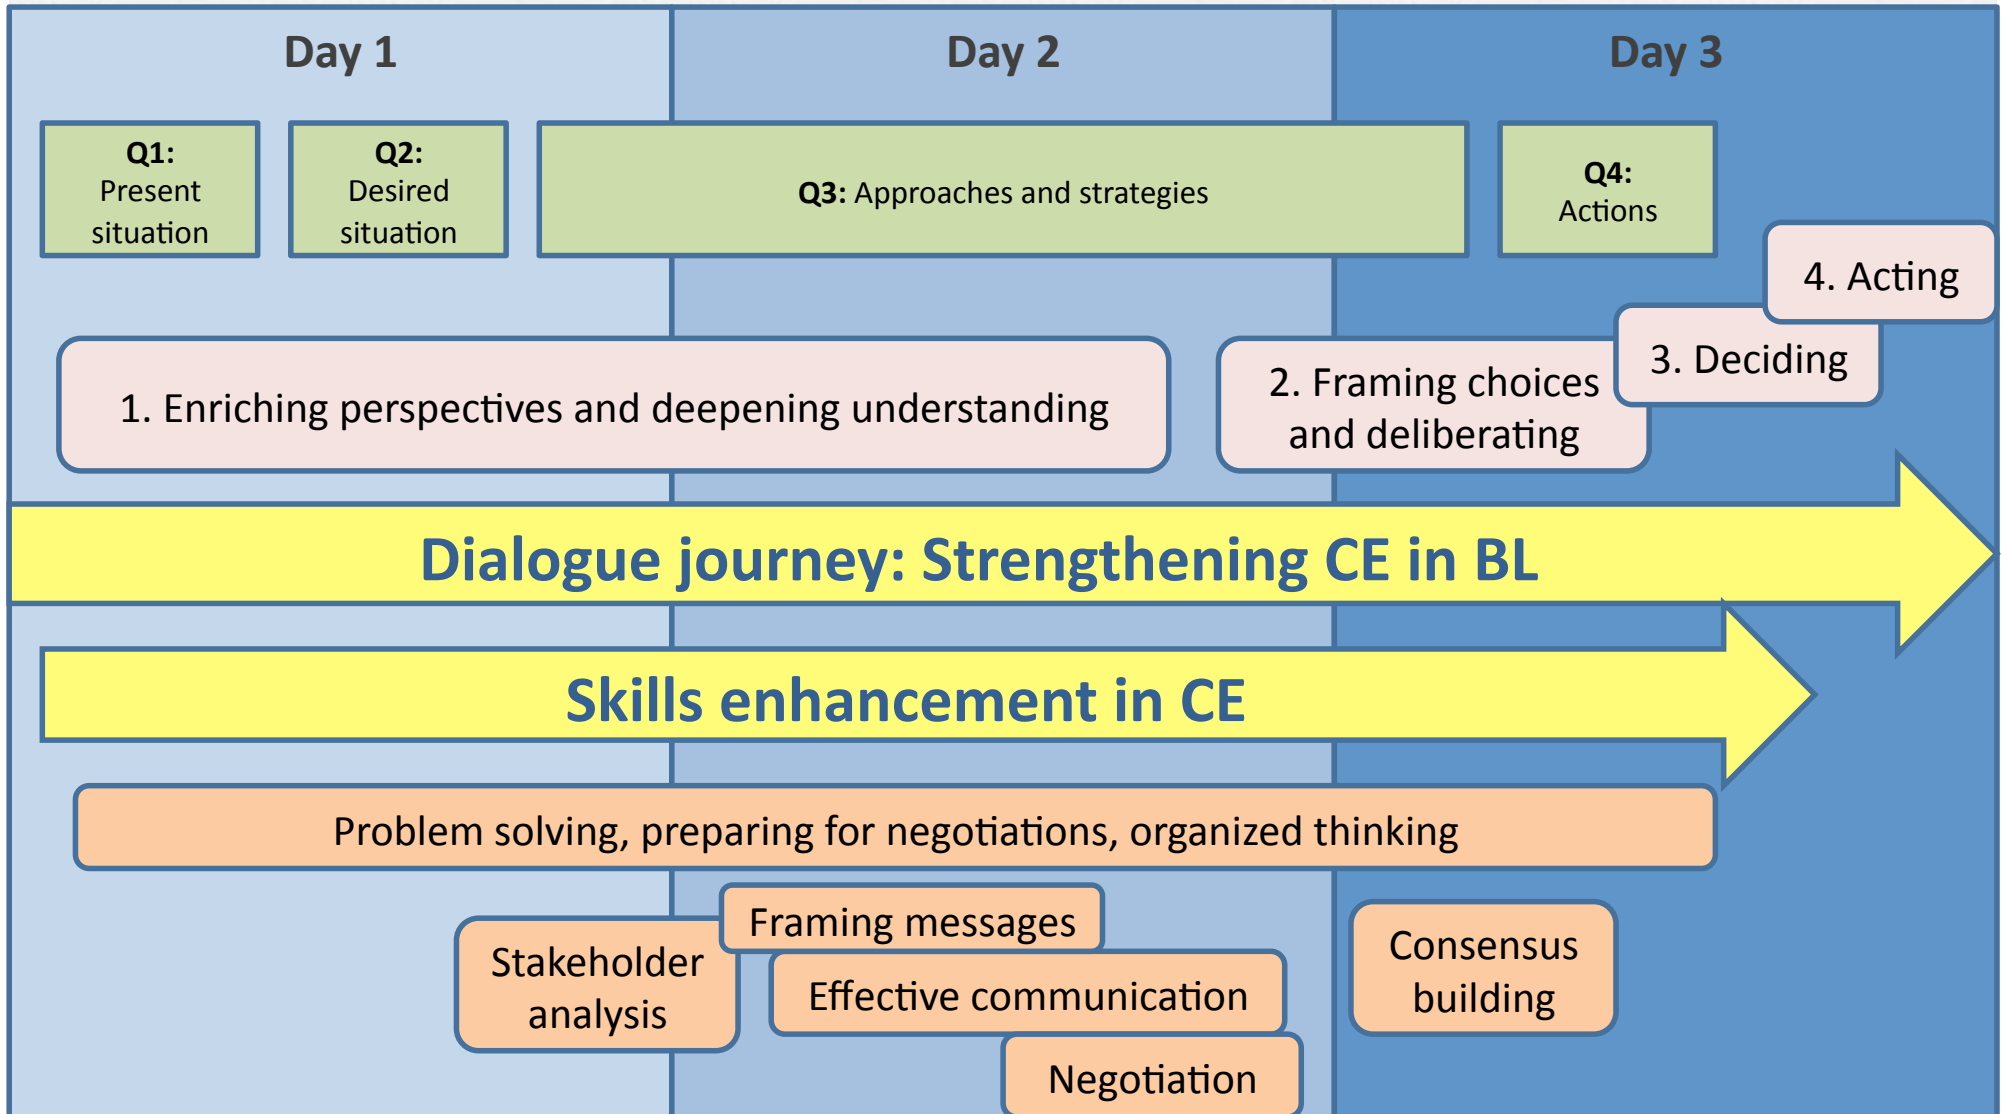 Day 1
Day 2
Day 3
Q1:
Present
situation
Q2:
Desired
situation
Q3: Approaches and strategies
Q4:
Actions
4. Acting
3. Deciding
1. Enriching perspectives and deepening understanding
2. Framing choices
and deliberating
Dialogue journey: Strengthening CE in BL
Skills enhancement in CE
Problem solving, preparing for negotiations, organized thinking
Framing messages
Stakeholder
analysis
Effective communication
Negotiation
Consensus
building